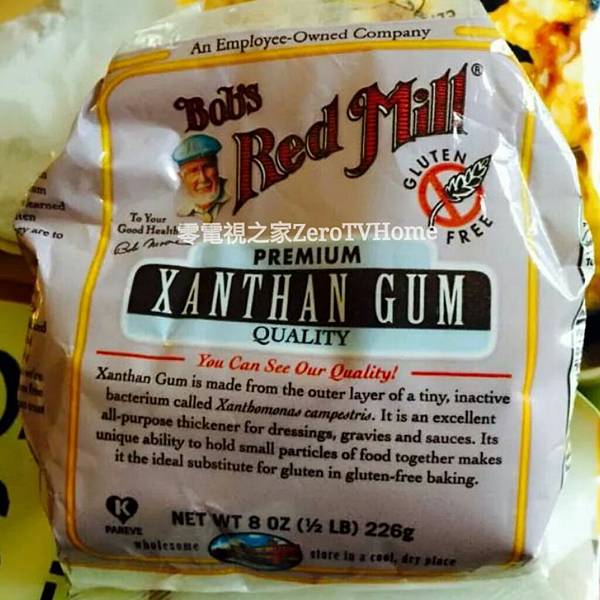 An Employee-Owned Company
Bob's
Red Mill®
GLUTEN
FREE
To Your
Good Health
Bob Moore
零電視之家ZeroTVHome
PREMIUM
XANTHAN GUM
QUALITY
You Can See Our Quality!
Xanthan Gum is made from the outer layer of a tiny, inactive
bacterium called Xanthomonas campestris. It is an excellent
all-purpose thickener for dressings, gravies and sauces. Its
unique ability to hold small particles of food together makes
it the ideal substitute for gluten in gluten-free baking.
K
PAREVE
NET WT 8 OZ (½ LB) 226g
wholesome
store in a cool, dry place